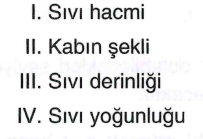 I. Sıvı hacmi
II. Kabın şekli
III. Sıvı derinliği
IV. Sıvı yoğunluğu